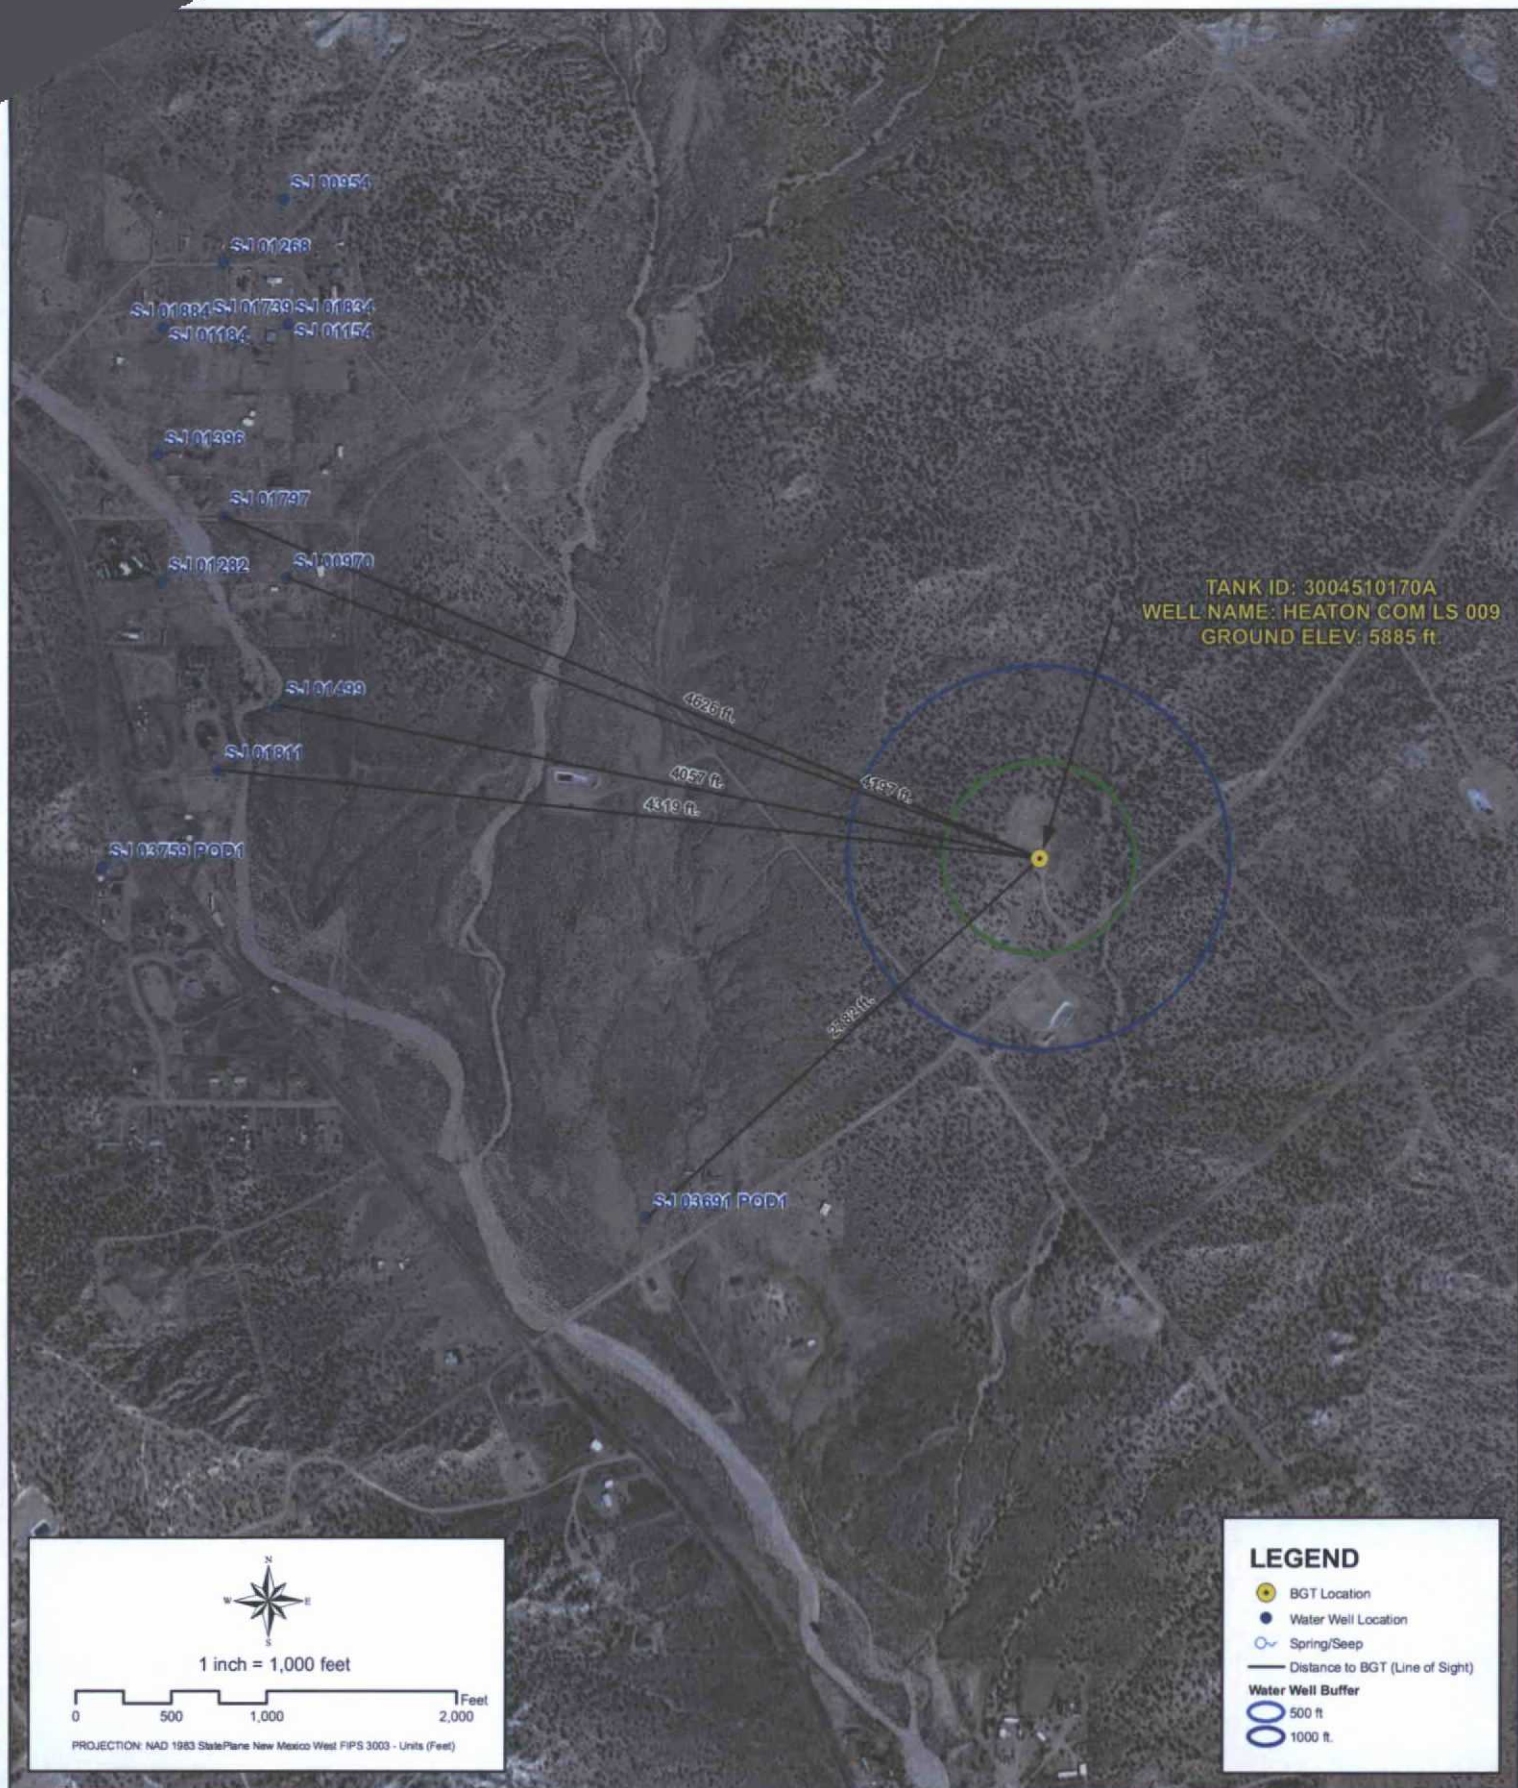 SJ 00954
SJ 01268
SJ 01884
SJ 01739
SJ 01834
SJ 01184
SJ 01154
SJ 01396
SJ 01797
SJ 01282
SJ 00970
TANK ID: 3004510170A
WELL NAME: HEATON COM LS 009
GROUND ELEV: 5885 ft.
SJ 01499
4626 ft.
SJ 01811
4057 ft.
4197 ft.
4319 ft.
SJ 03759 POD1
SJ 03691 POD1
N
W
E
S
1 inch = 1,000 feet
Feet
0
500
1,000
2,000
PROJECTION: NAD 1983 StatePlane New Mexico West FIPS 3003 - Units (Feet)
LEGEND
BGT Location
Water Well Location
Spring/Seep
Distance to BGT (Line of Sight)
Water Well Buffer
500 ft
1000 ft.